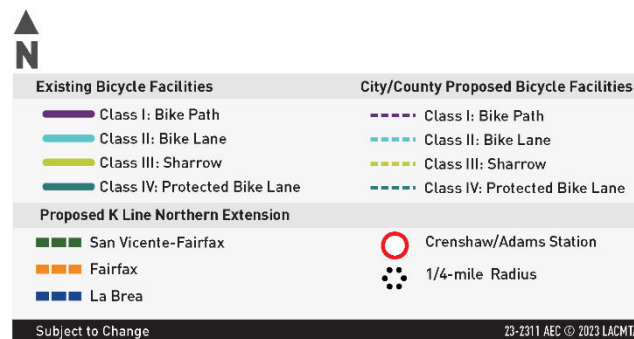 N
Existing Bicycle Facilities
City/County Proposed Bicycle Facilities
Class I: Bike Path
Class I: Bike Path
Class II: Bike Lane
Class II: Bike Lane
Class III: Sharrow
Class III: Sharrow
Class IV: Protected Bike Lane
Class IV: Protected Bike Lane
Proposed K Line Northern Extension
San Vicente-Fairfax
Crenshaw/Adams Station
Fairfax
1/4-mile Radius
La Brea
Subject to Change
23-2311 AEC © 2023 LACMTA